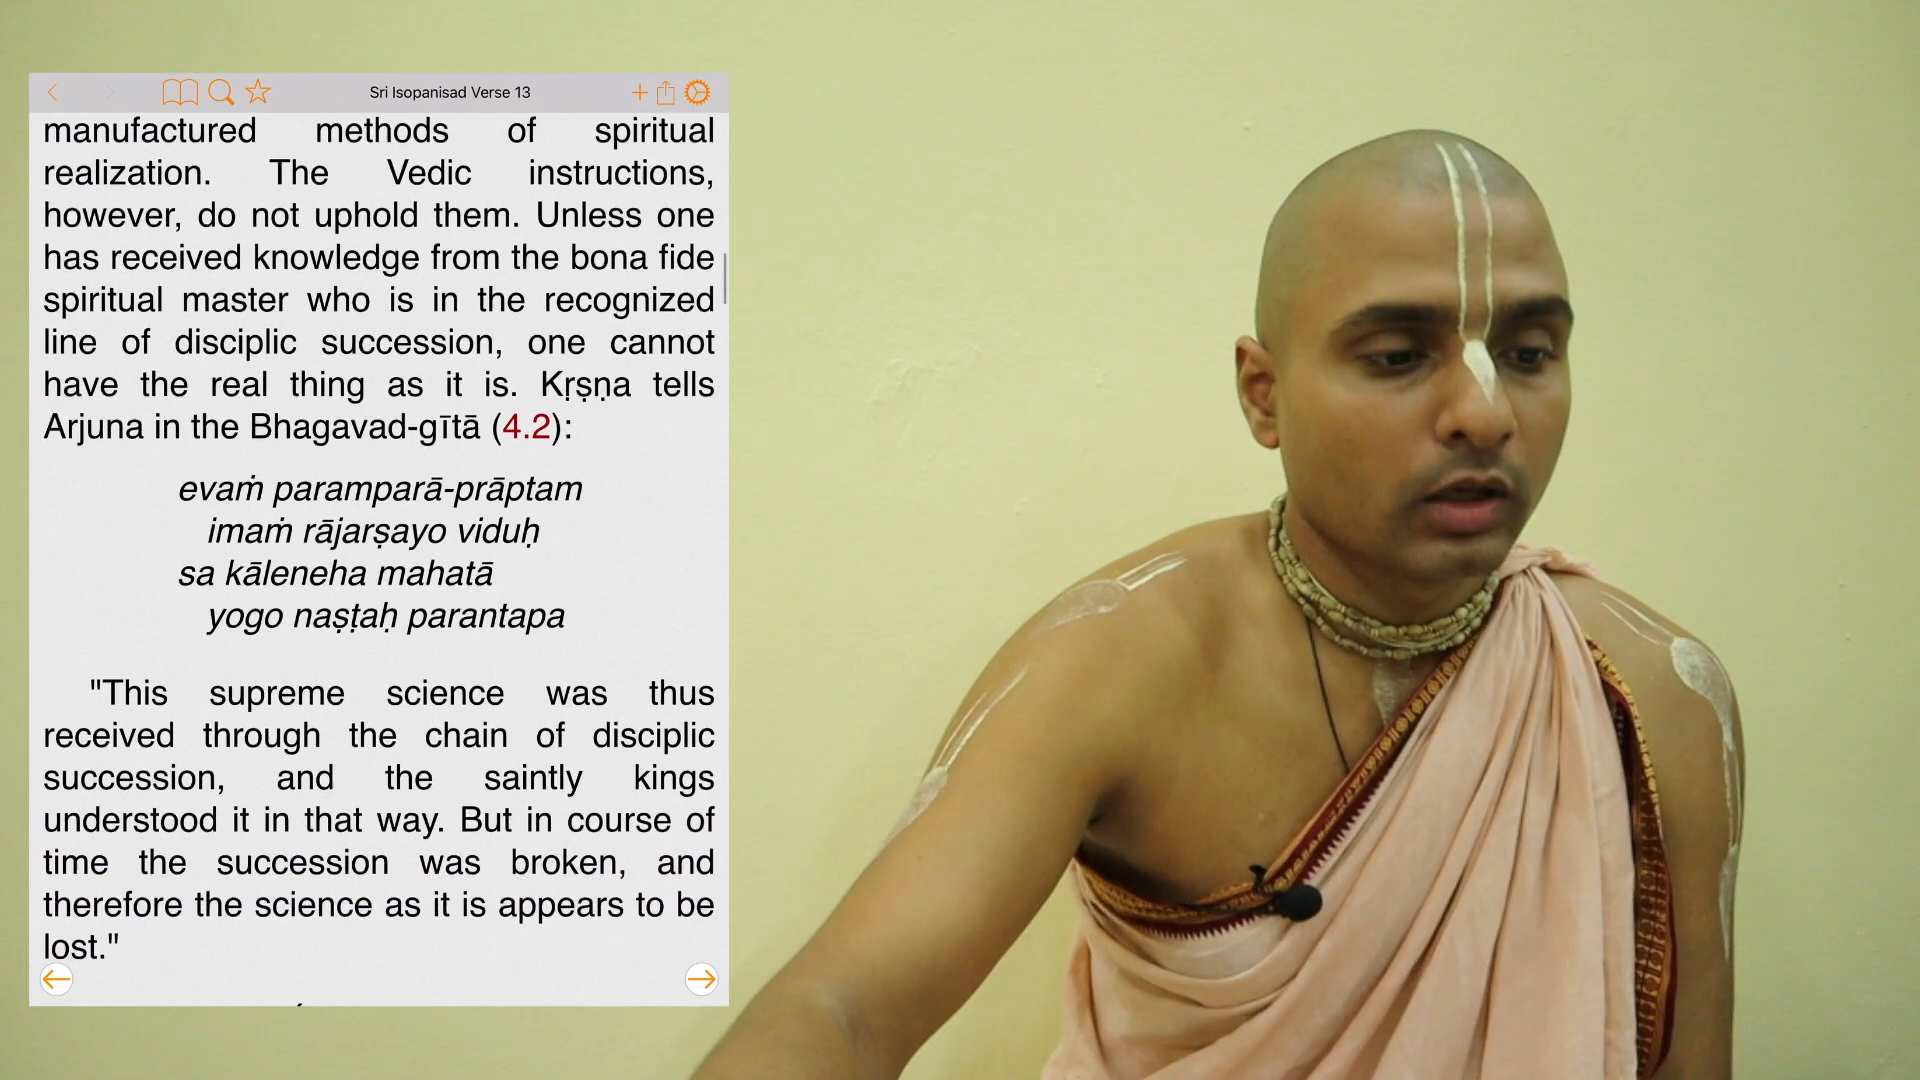 Sri Isopanisad Verse 13
manufactured methods of spiritual
realization. The Vedic instructions,
however, do not uphold them. Unless one
has received knowledge from the bona fide
spiritual master who is in the recognized
line of disciplic succession, one cannot
have the real thing as it is. Kṛṣṇa tells
Arjuna in the Bhagavad-gītā (4.2):
evaṁ paramparā-prāptam
imaṁ rājarṣayo viduḥ
sa kāleneha mahatā
yogo naṣṭaḥ parantapa
"This supreme science was thus
received through the chain of disciplic
succession, and the saintly kings
understood it in that way. But in course of
time the succession was broken, and
therefore the science as it is appears to be
lost."